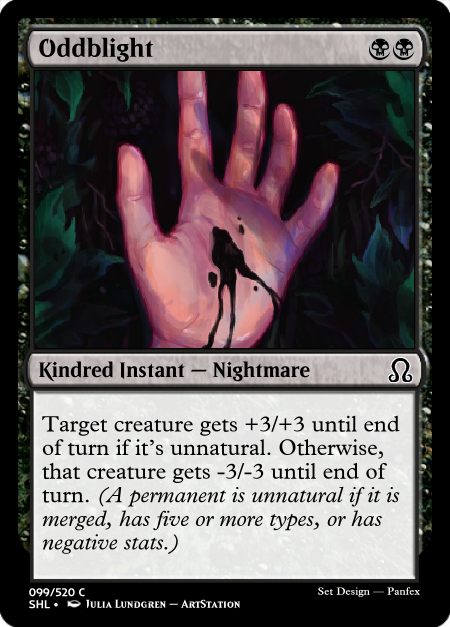 Oddblight
Kindred Instant — Nightmare
Target creature gets +3/+3 until end
of turn if it's unnatural. Otherwise,
that creature gets -3/-3 until end of
turn. (A permanent is unnatural if it is
merged, has five or more types, or has
negative stats.)
099/520 C
Set Design — Panfex
SHL • Julia Lundgren — ArtStation